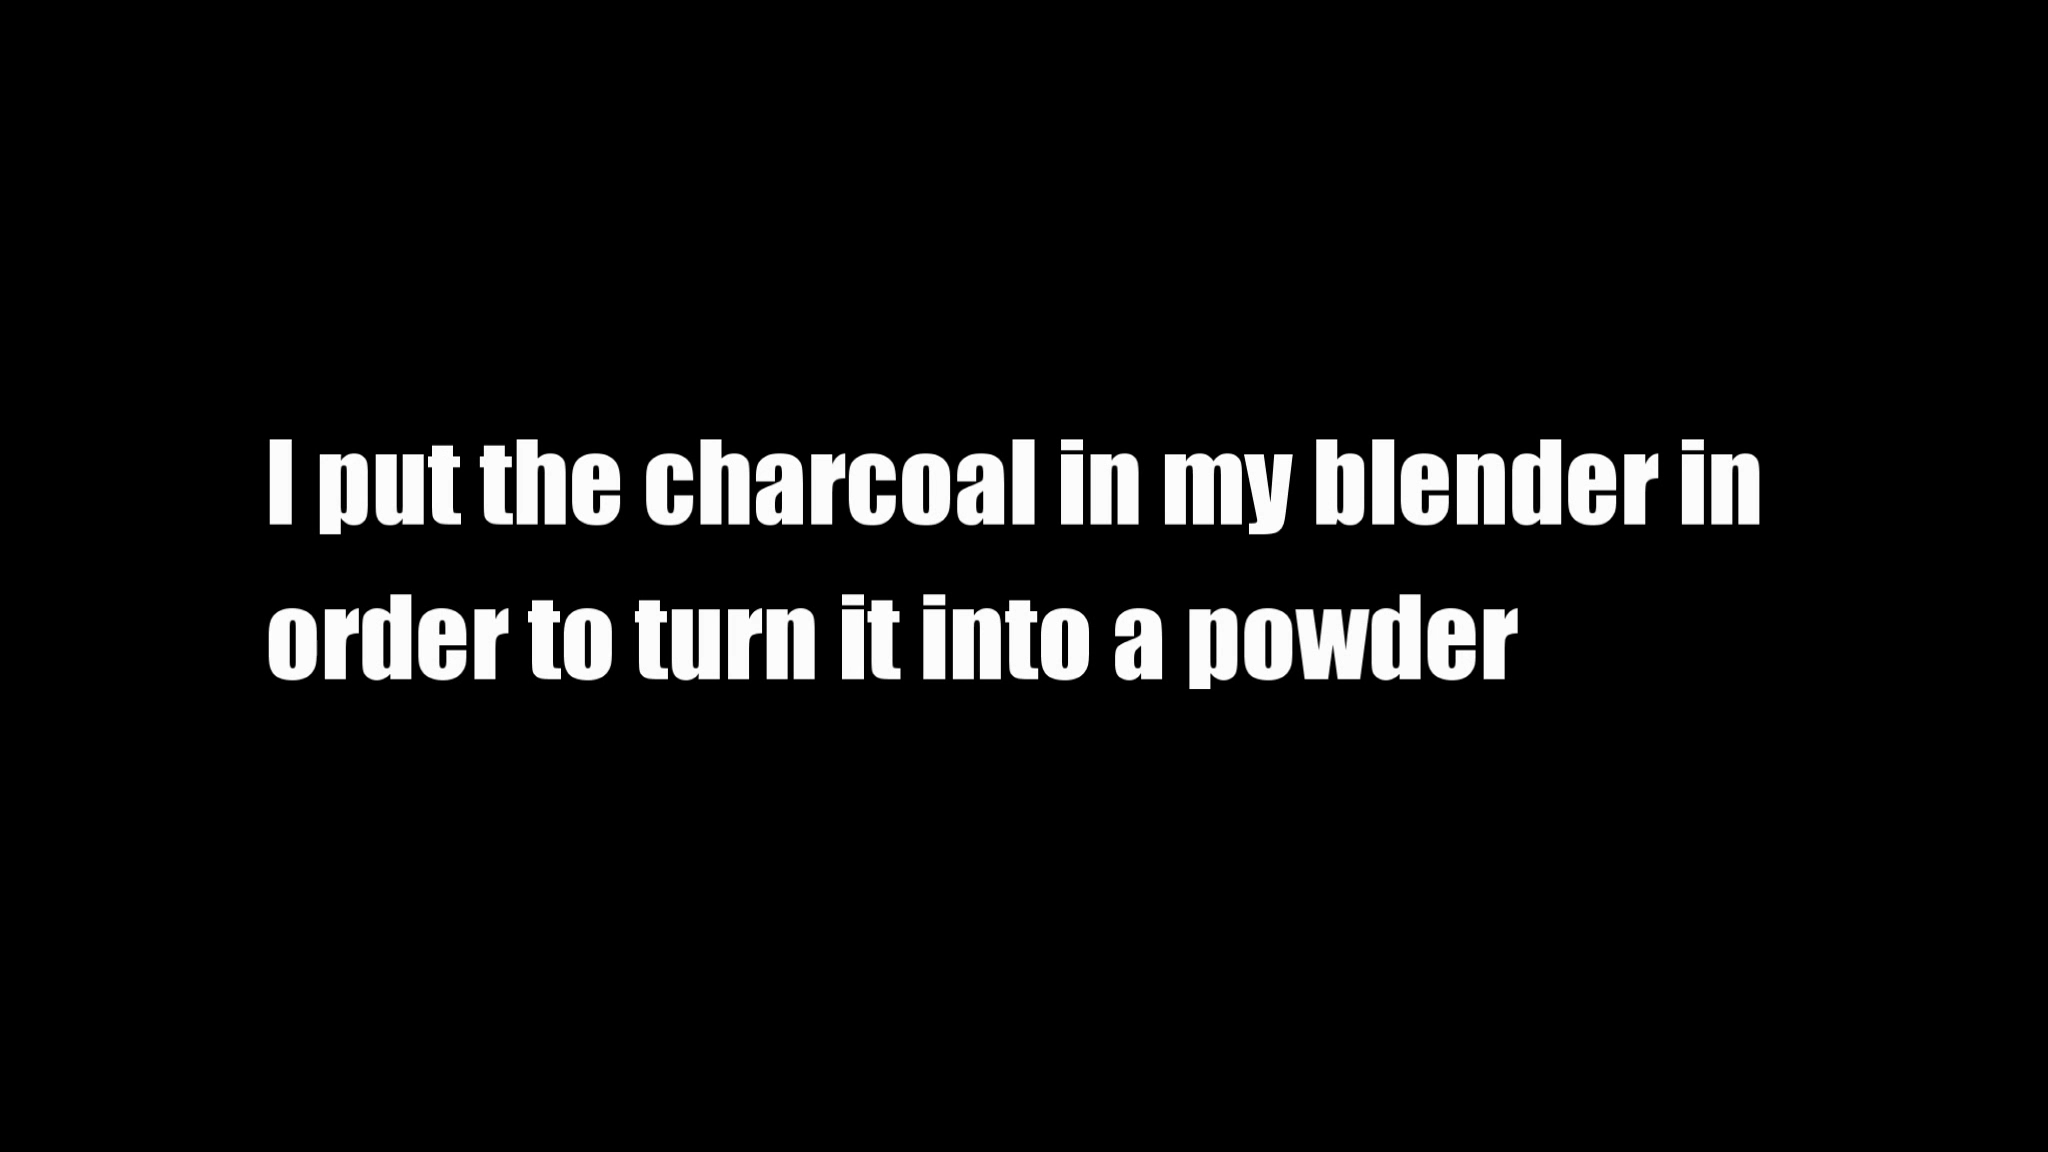 I put the charcoal in my blender in
order to turn it into a powder